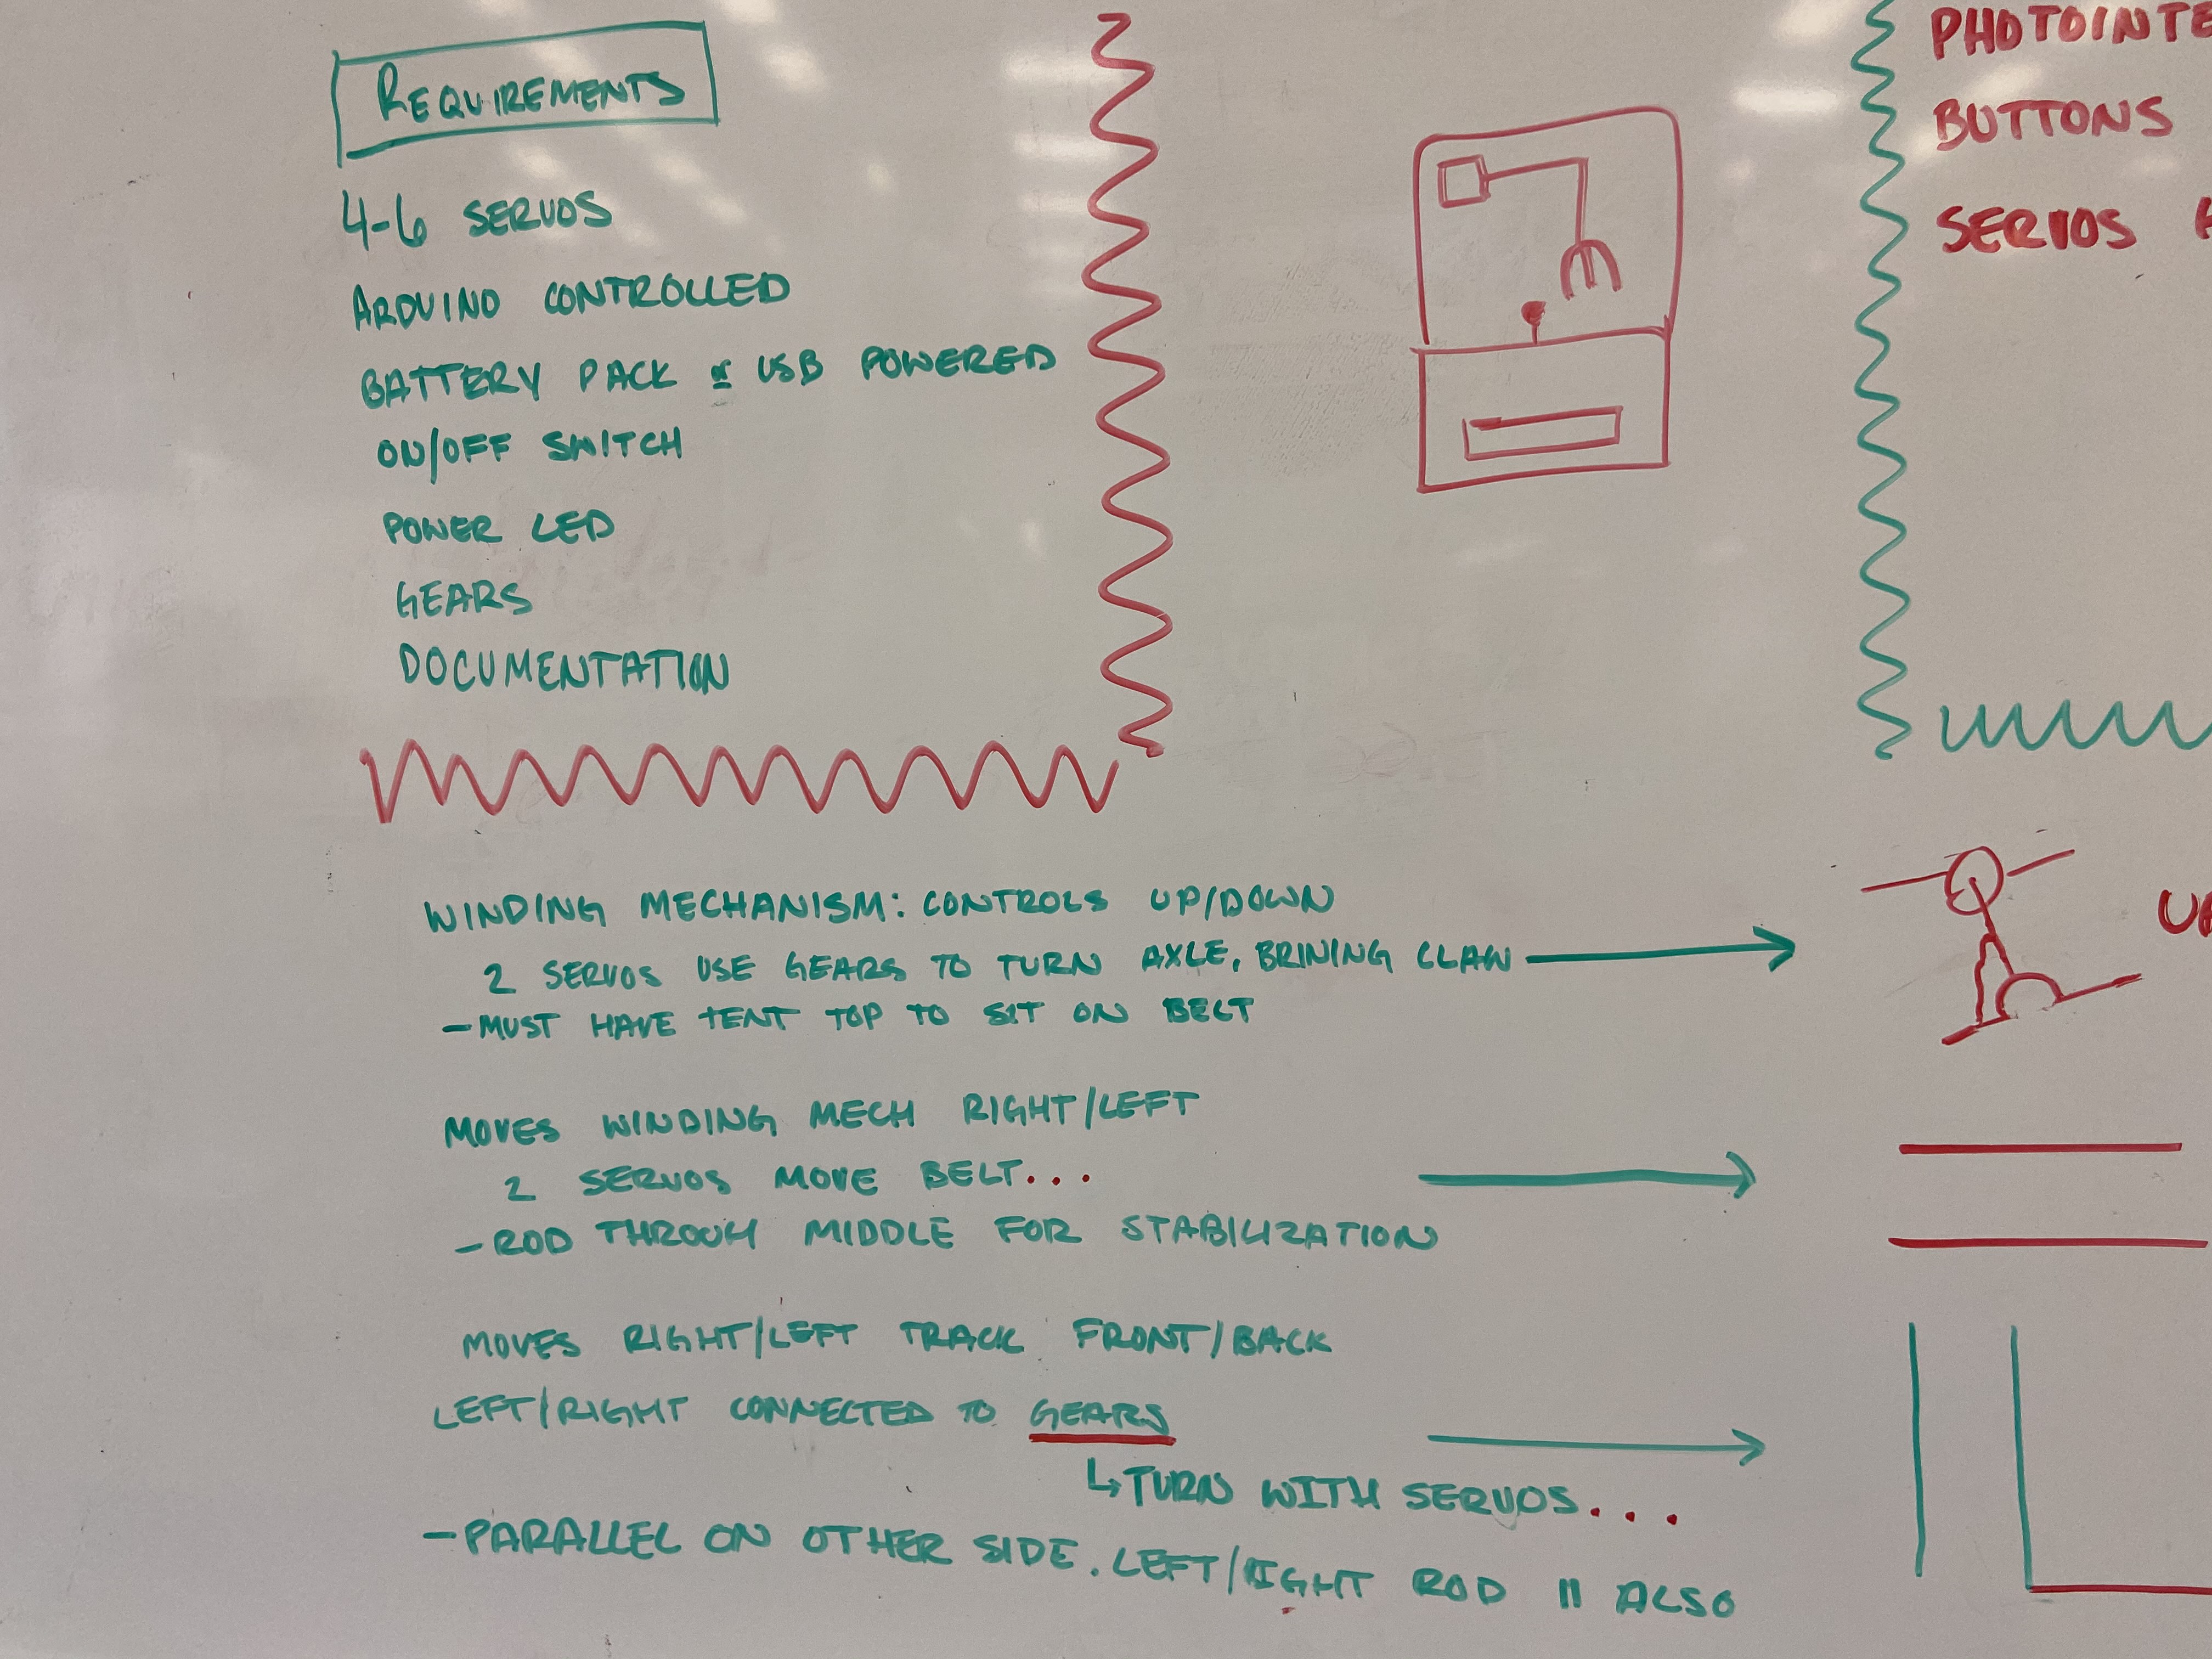 REQUIREMENTS
4-6 SERVOS
ARDUINO CONTROLLED
BATTERY PACK or USB POWERED
ON/OFF SWITCH
POWER LED
GEARS
DOCUMENTATION
PHOTOINTE
BUTTONS
SERVOS
WINDING MECHANISM: CONTROLS UP/DOWN
2 SERVOS USE GEARS TO TURN AXLE, BRINING CLAW
- MUST HAVE TENT TOP TO SIT ON BELT
MOVES WINDING MECH RIGHT/LEFT
2 SERVOS MOVE BELT...
- ROD THROUGH MIDDLE FOR STABILIZATION
MOVES RIGHT/LEFT TRACK FRONT/BACK
LEFT/RIGHT CONNECTED TO GEARS
↳ TURN WITH SERVOS....
- PARALLEL ON OTHER SIDE. LEFT/RIGHT ROD || ALSO